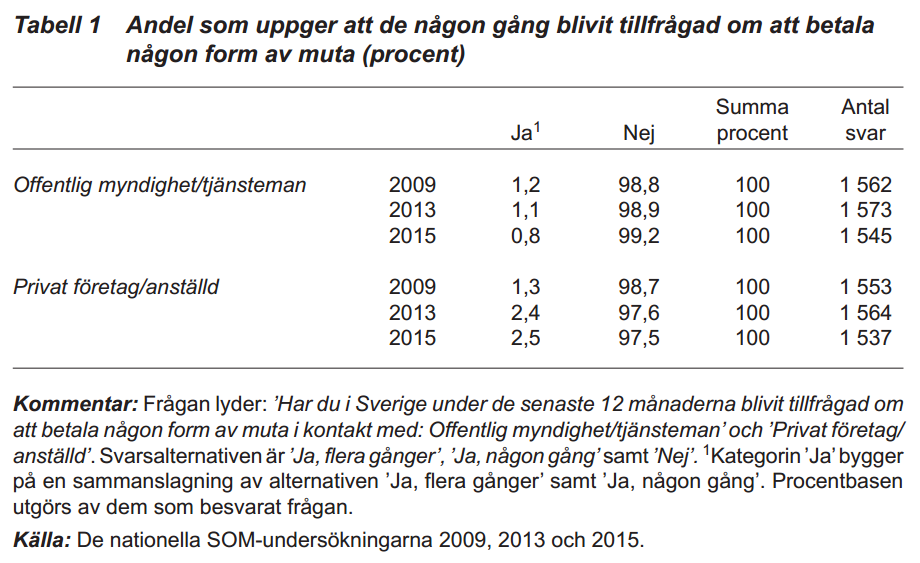 Tabell 1 Andel som uppger att de någon gång blivit tillfrågad om att betala
någon form av muta (procent)
Summa Antal
Ja¹ Nej procent svar
Offentlig myndighet/tjänsteman 2009 1,2 98,8 100 1 562
2013 1,1 98,9 100 1 573
2015 0,8 99,2 100 1 545
Privat företag/anställd 2009 1,3 98,7 100 1 553
2013 2,4 97,6 100 1 564
2015 2,5 97,5 100 1 537
Kommentar: Frågan lyder: ’Har du i Sverige under de senaste 12 månaderna blivit tillfrågad om
att betala någon form av muta i kontakt med: Offentlig myndighet/tjänsteman’ och ’Privat företag/
anställd’. Svarsalternativen är ’Ja, flera gånger’, ’Ja, någon gång’ samt ’Nej’. ¹Kategorin ’Ja’ bygger
på en sammanslagning av alternativen ’Ja, flera gånger’ samt ’Ja, någon gång’. Procentbasen
utgörs av dem som besvarat frågan.
Källa: De nationella SOM-undersökningarna 2009, 2013 och 2015.